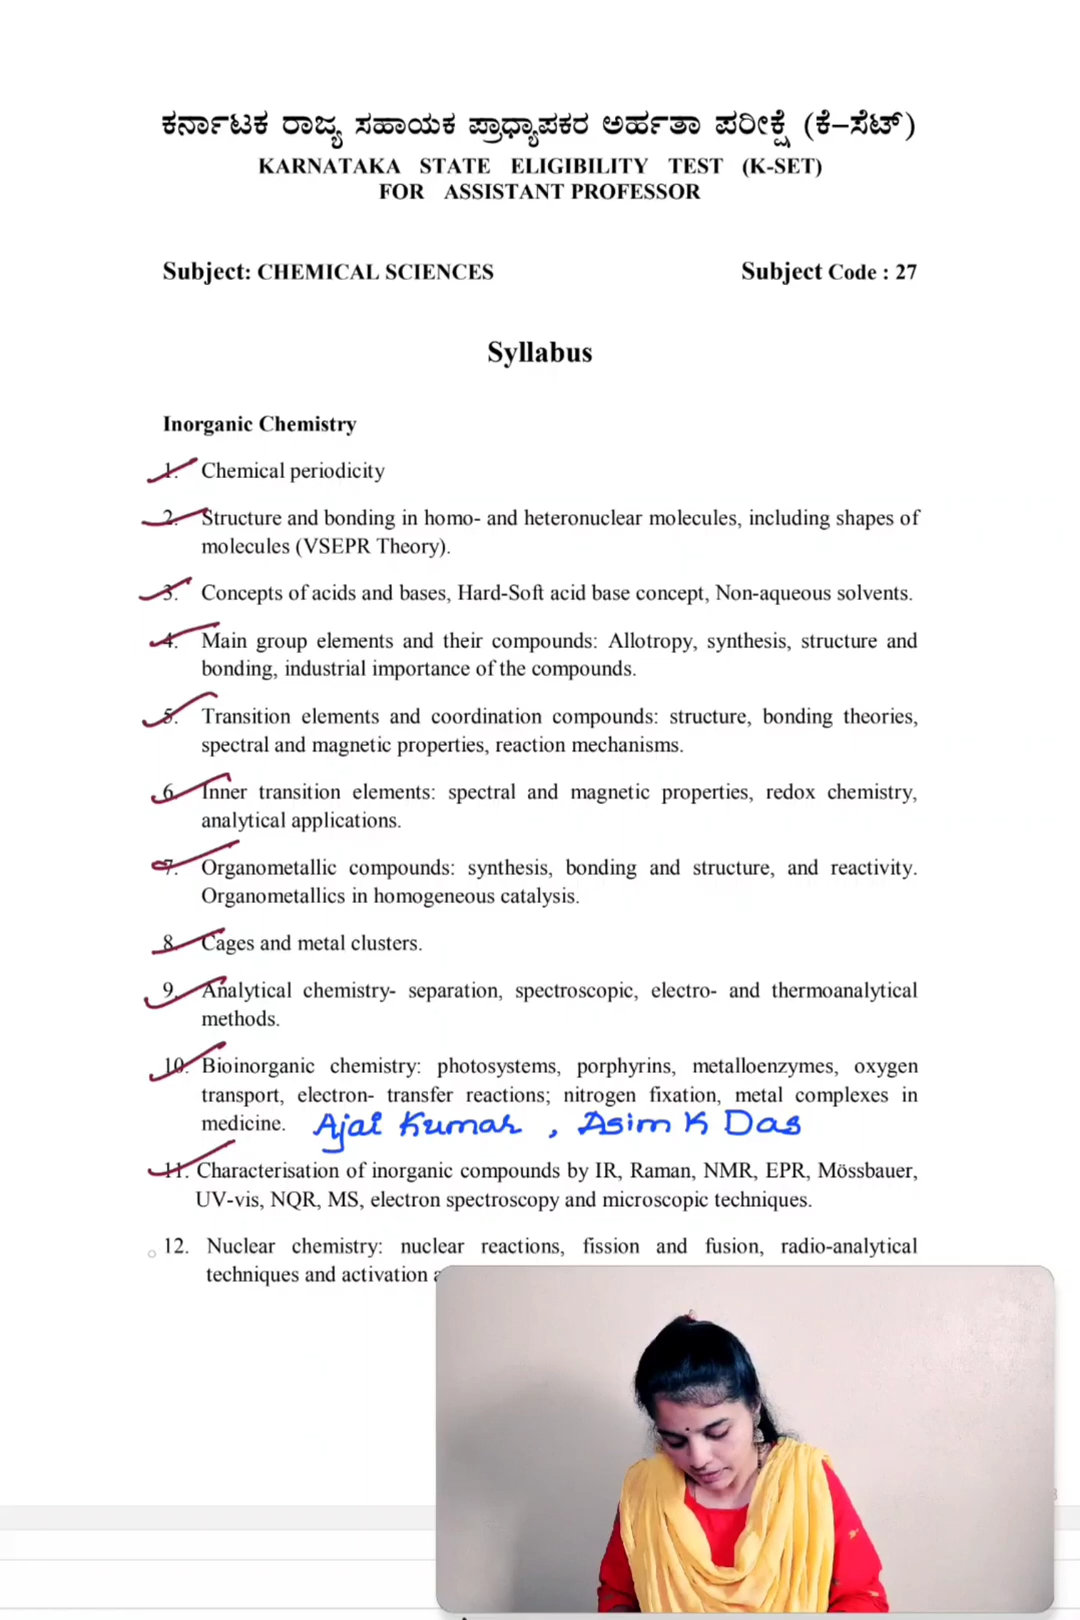 ಕರ್ನಾಟಕ ರಾಜ್ಯ ಸಹಾಯಕ ಪ್ರಾಧ್ಯಾಪಕರ ಅರ್ಹತಾ ಪರೀಕ್ಷೆ (ಕೆ–ಸೆಟ್)
KARNATAKA STATE ELIGIBILITY TEST (K-SET)
FOR ASSISTANT PROFESSOR
Subject: CHEMICAL SCIENCES Subject Code : 27
Syllabus
Inorganic Chemistry
1. Chemical periodicity
2. Structure and bonding in homo- and heteronuclear molecules, including shapes of
molecules (VSEPR Theory).
3. Concepts of acids and bases, Hard-Soft acid base concept, Non-aqueous solvents.
4. Main group elements and their compounds: Allotropy, synthesis, structure and
bonding, industrial importance of the compounds.
5. Transition elements and coordination compounds: structure, bonding theories,
spectral and magnetic properties, reaction mechanisms.
6. Inner transition elements: spectral and magnetic properties, redox chemistry,
analytical applications.
7. Organometallic compounds: synthesis, bonding and structure, and reactivity.
Organometallics in homogeneous catalysis.
8. Cages and metal clusters.
9. Analytical chemistry- separation, spectroscopic, electro- and thermoanalytical
methods.
10. Bioinorganic chemistry: photosystems, porphyrins, metalloenzymes, oxygen
transport, electron- transfer reactions; nitrogen fixation, metal complexes in
medicine. Ajai Kumar , Asim K Das
11. Characterisation of inorganic compounds by IR, Raman, NMR, EPR, Mössbauer,
UV-vis, NQR, MS, electron spectroscopy and microscopic techniques.
12. Nuclear chemistry: nuclear reactions, fission and fusion, radio-analytical
techniques and activation